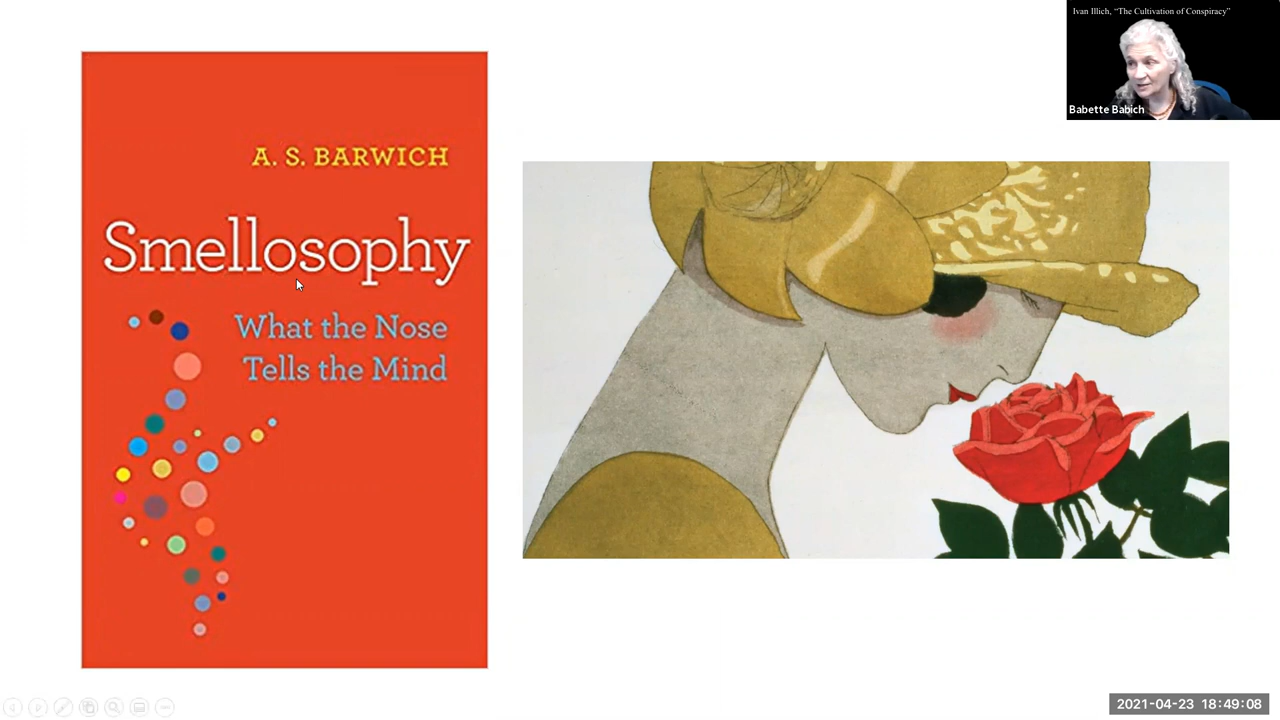 Ivan Illich, “The Cultivation of Conspiracy”
Babette Babich
A. S. BARWICH
Smellosophy
What the Nose
Tells the Mind
2021-04-23 18:49:08